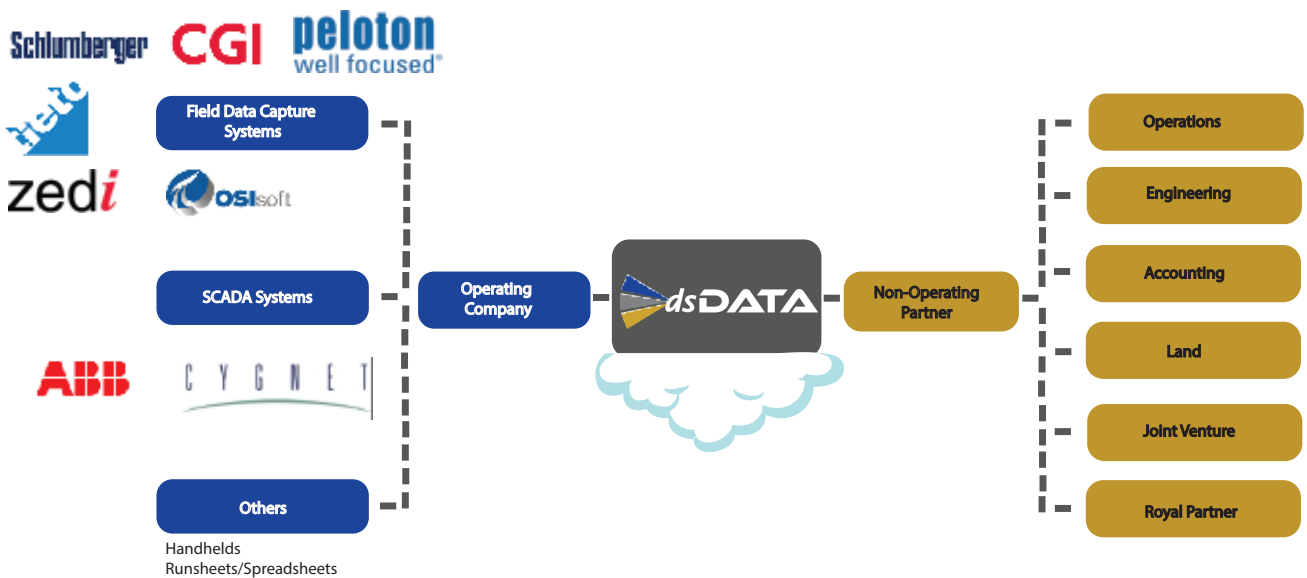 Schlumberger
CGI
peloton
well focused®
tieto
Field Data Capture
Systems
zedi
OSIsoft
SCADA Systems
ABB
CYGNET
Others
Handhelds
Runsheets/Spreadsheets
Operating
Company
dsDATA
Non-Operating
Partner
Operations
Engineering
Accounting
Land
Joint Venture
Royal Partner